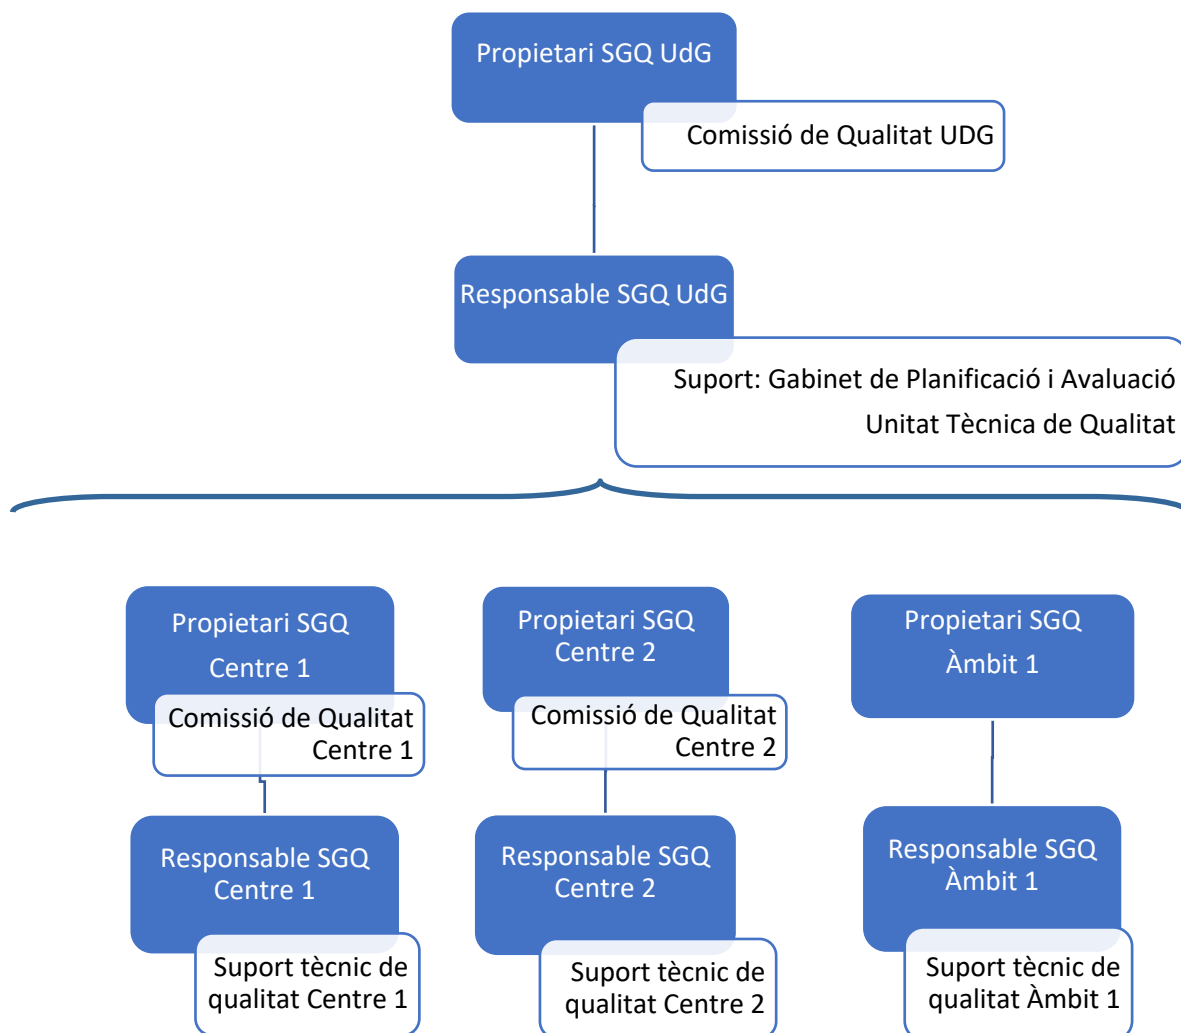 Propietari SGQ UdG
Comissió de Qualitat UDG
Responsable SGQ UdG
Suport: Gabinet de Planificació i Avaluació
Unitat Tècnica de Qualitat
Propietari SGQ
Centre 1
Comissió de Qualitat
Centre 1
Responsable SGQ
Centre 1
Suport tècnic de
qualitat Centre 1
Propietari SGQ
Centre 2
Comissió de Qualitat
Centre 2
Responsable SGQ
Centre 2
Suport tècnic de
qualitat Centre 2
Propietari SGQ
Àmbit 1
Responsable SGQ
Àmbit 1
Suport tècnic de
qualitat Àmbit 1